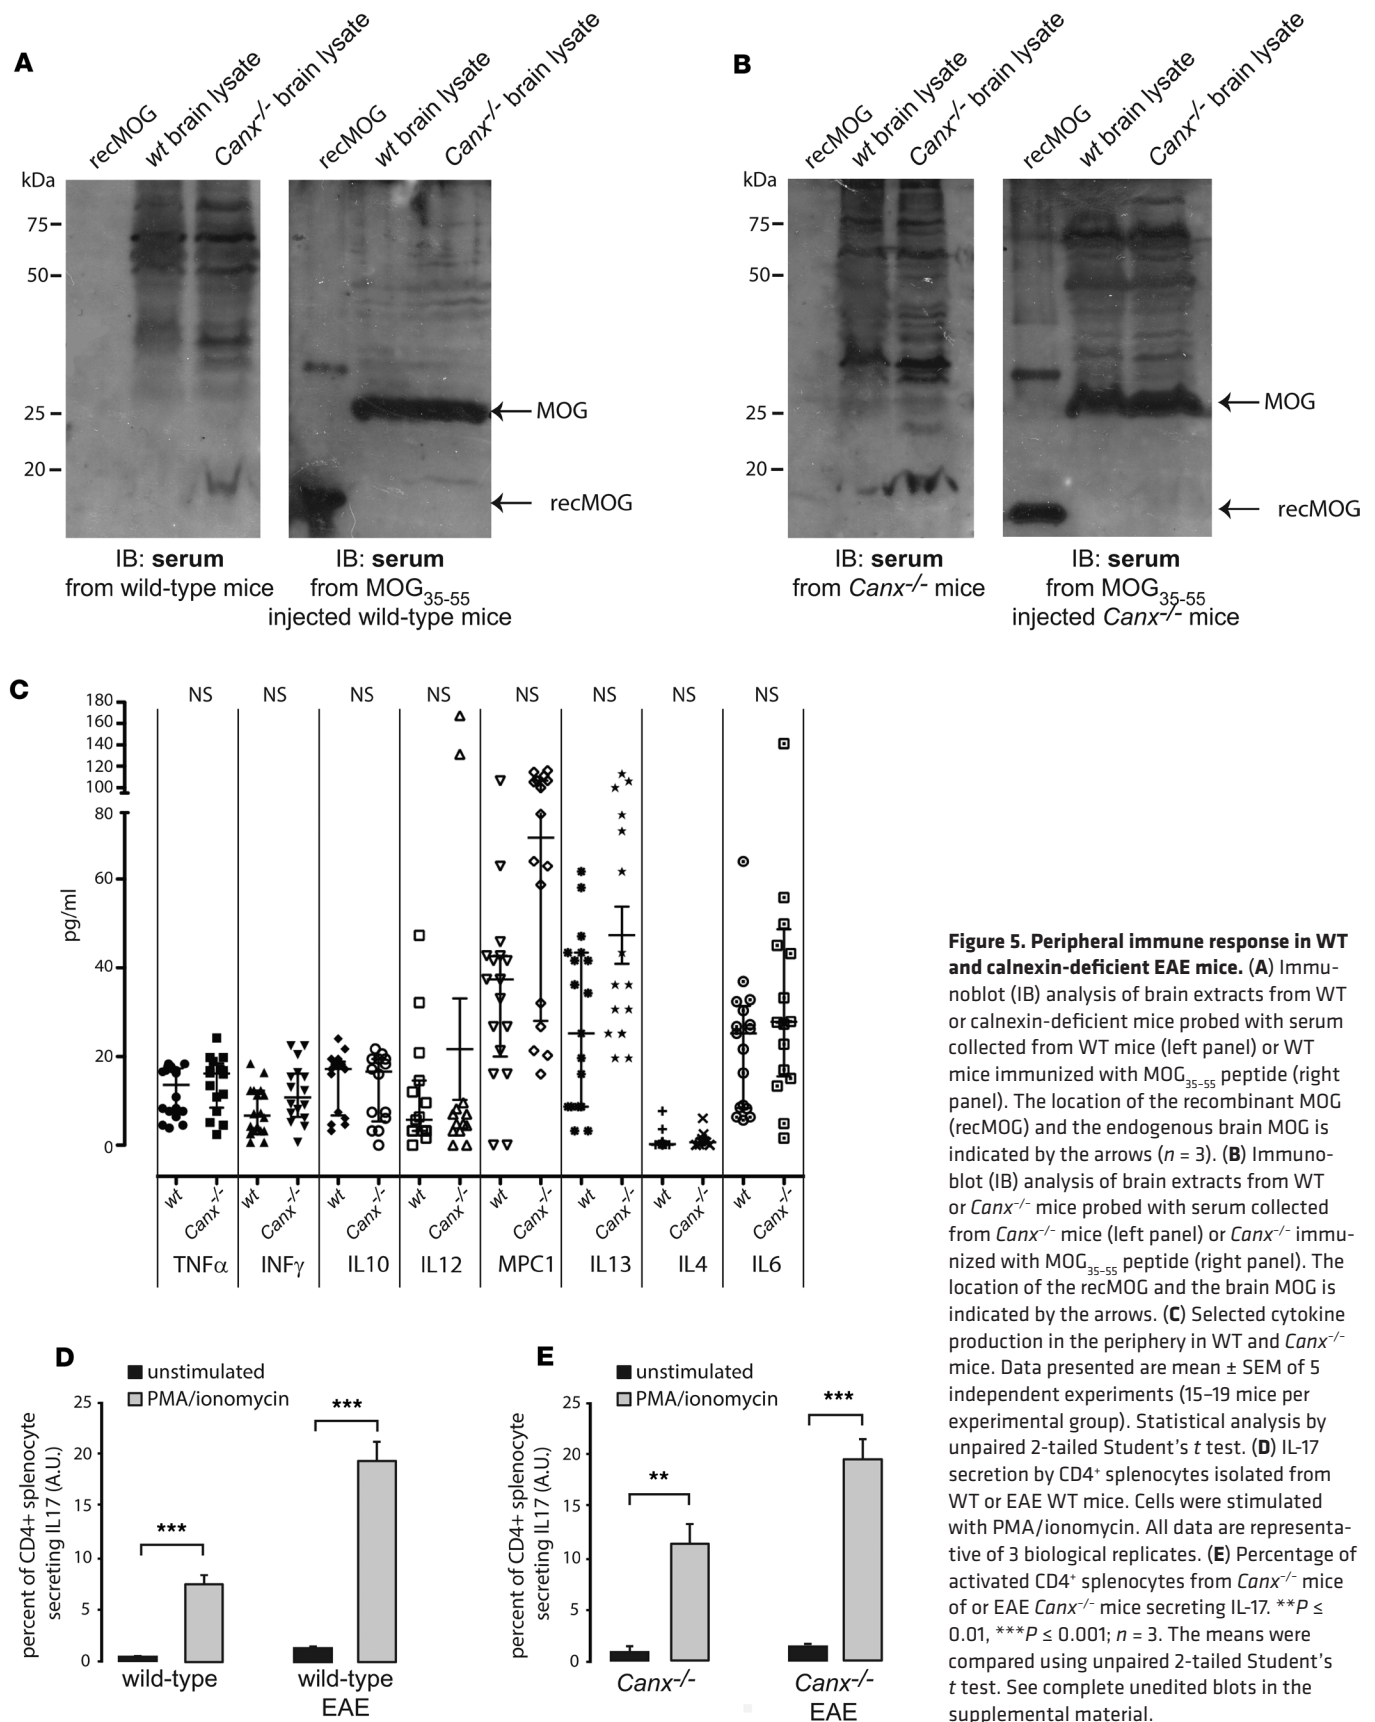 A
recMOG
wt brain lysate
Canx-/- brain lysate
recMOG
wt brain lysate
Canx-/- brain lysate
kDa
75
50
25
20
MOG
recMOG
IB: serum
from wild-type mice
IB: serum
from MOG35-55
injected wild-type mice
B
recMOG
wt brain lysate
Canx-/- brain lysate
recMOG
wt brain lysate
Canx-/- brain lysate
kDa
75
50
25
20
MOG
recMOG
IB: serum
from Canx-/- mice
IB: serum
from MOG35-55
injected Canx-/- mice
C
NS NS NS NS NS NS NS NS
180
160
140
120
100
80
60
40
20
0
pg/ml
wt Canx-/- wt Canx-/- wt Canx-/- wt Canx-/- wt Canx-/- wt Canx-/- wt Canx-/- wt Canx-/-
TNFα INFγ IL10 IL12 MPC1 IL13 IL4 IL6
D
unstimulated
PMA/ionomycin
percent of CD4+ splenocyte
secreting IL17 (A.U.)
25
20
15
10
5
0
***
***
wild-type
wild-type
EAE
E
unstimulated
PMA/ionomycin
percent of CD4+ splenocyte
secreting IL17 (A.U.)
25
20
15
10
5
0
**
***
Canx-/-
Canx-/-
EAE
Figure 5. Peripheral immune response in WT
and calnexin-deficient EAE mice. (A) Immu-
noblot (IB) analysis of brain extracts from WT
or calnexin-deficient mice probed with serum
collected from WT mice (left panel) or WT
mice immunized with MOG35–55 peptide (right
panel). The location of the recombinant MOG
(recMOG) and the endogenous brain MOG is
indicated by the arrows (n = 3). (B) Immuno-
blot (IB) analysis of brain extracts from WT
or Canx–/– mice probed with serum collected
from Canx–/– mice (left panel) or Canx–/– immu-
nized with MOG35–55 peptide (right panel). The
location of the recMOG and the brain MOG is
indicated by the arrows. (C) Selected cytokine
production in the periphery in WT and Canx–/–
mice. Data presented are mean ± SEM of 5
independent experiments (15–19 mice per
experimental group). Statistical analysis by
unpaired 2-tailed Student's t test. (D) IL-17
secretion by CD4+ splenocytes isolated from
WT or EAE WT mice. Cells were stimulated
with PMA/ionomycin. All data are representa-
tive of 3 biological replicates. (E) Percentage of
activated CD4+ splenocytes from Canx–/– mice
of or EAE Canx–/– mice secreting IL-17. **P ≤
0.01, ***P ≤ 0.001; n = 3. The means were
compared using unpaired 2-tailed Student's
t test. See complete unedited blots in the
supplemental material.